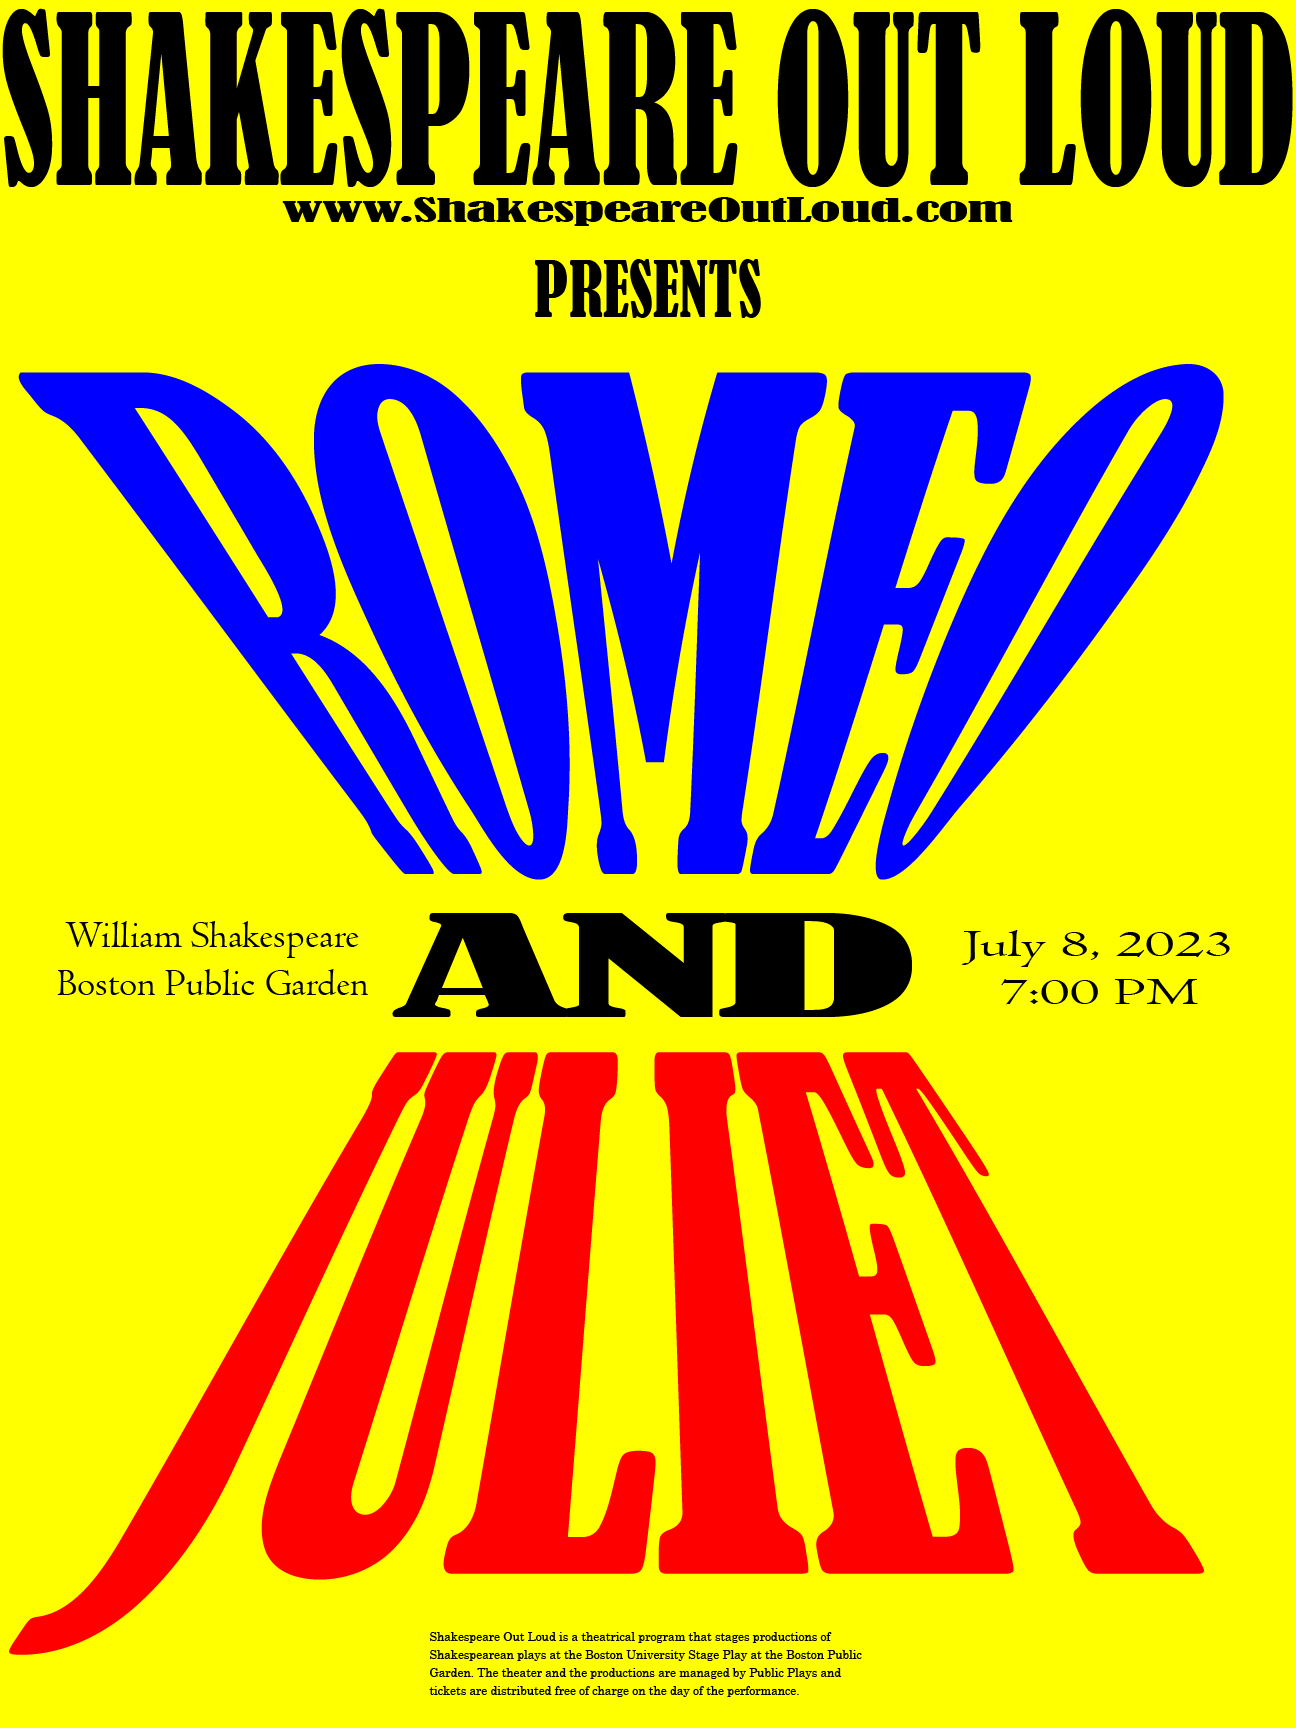 SHAKESPEARE OUT LOUD
www.ShakespeareOutLoud.com
PRESENTS
ROMEO
William Shakespeare
Boston Public Garden
AND
July 8, 2023
7:00 PM
JULIET
Shakespeare Out Loud is a theatrical program that stages productions of
Shakespearean plays at the Boston University Stage Play at the Boston Public
Garden. The theater and the productions are managed by Public Plays and
tickets are distributed free of charge on the day of the performance.